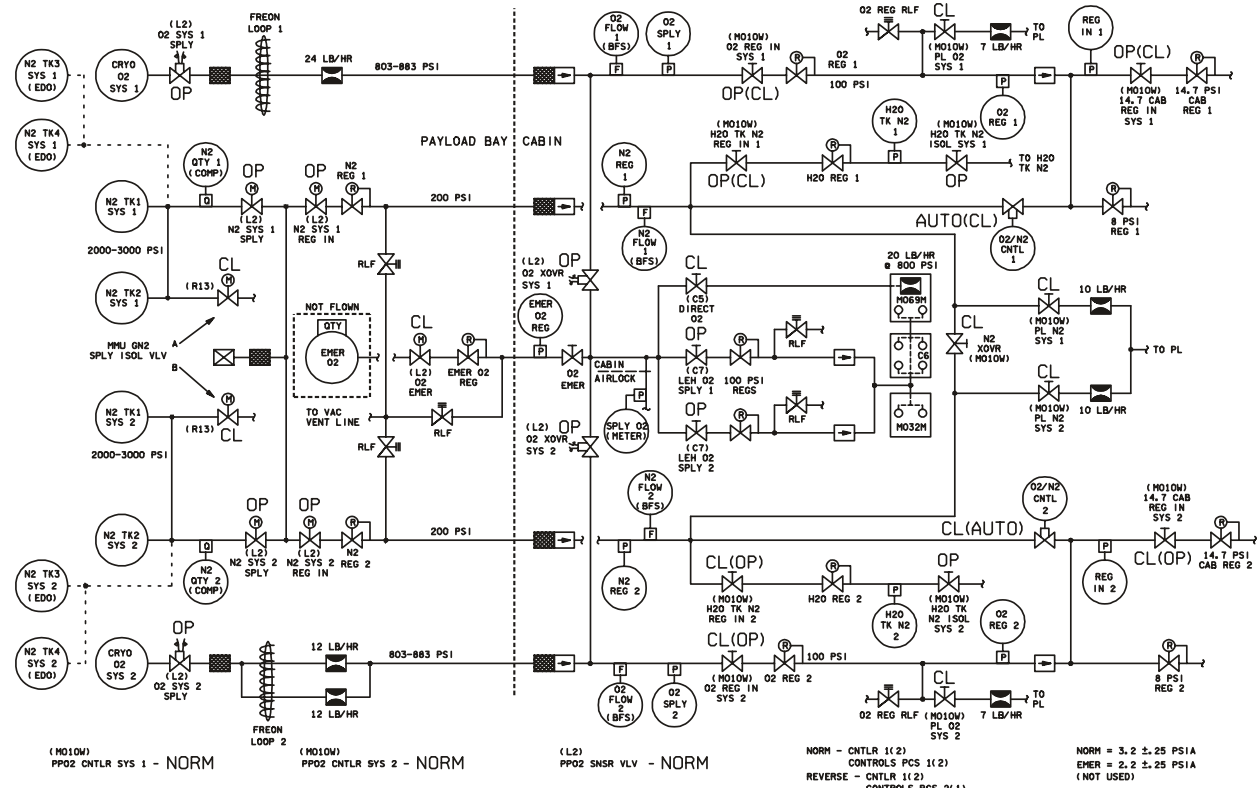 (L2)
O2 SYS 1
SPLY
OP
FREON
LOOP 1
24 LB/HR
803-883 PSI
N2 TK3
SYS 1
(EDO)
CRYO
O2
SYS 1
N2 TK4
SYS 1
(EDO)
PAYLOAD BAY
CABIN
O2
FLOW
1
(BFS)
F
O2
SPLY
1
P
(MO10W)
O2 REG IN
SYS 1
OP(CL)
R
O2
REG 1
100 PSI
O2 REG RLF
CL
(MO10W)
PL O2
SYS 1
7 LB/HR
TO
PL
P
O2
REG 1
REG
IN 1
P
OP(CL)
(MO10W)
14.7 CAB
REG IN
SYS 1
R
14.7 PSI
CAB
REG 1
N2
QTY 1
(COMP)
Q
OP
M
(L2)
N2 SYS 1
SPLY
OP
M
(L2)
N2 SYS 1
REG IN
N2
REG 1
R
200 PSI
N2 TK1
SYS 1
2000-3000 PSI
N2 TK2
SYS 1
CL
M
(R13)
MMU GN2
SPLY ISOL VLV
A
B
N2
REG
1
P
F
N2
FLOW
1
(BFS)
(MO10W)
H2O TK N2
REG IN SYS 1
OP(CL)
R
H2O REG 1
H2O
TK N2
1
P
(MO10W)
H2O TK N2
ISOL SYS 1
OP
TO H2O
TK N2
AUTO(CL)
O2/N2
CNTL
1
R
8 PSI
REG 1
RLF
NOT FLOWN
QTY
EMER
O2
TO VAC
VENT LINE
CL
M
(L2)
O2
EMER
R
EMER O2
REG
RLF
EMER
O2
REG
P
O2
EMER
(L2)
O2 XOVR
SYS 1
OP
CABIN
AIRLOCK
P
SPLY O2
(METER)
(L2)
O2 XOVR
SYS 2
OP
CL
(C5)
DIRECT
O2
OP
(C7)
LEH O2
SPLY 1
R
100 PSI
REGS
RLF
OP
(C7)
LEH O2
SPLY 2
R
RLF
20 LB/HR
@ 800 PSI
MO69M
C6
MO32M
N2
XOVR
(MO10W)
CL
CL
(MO10W)
PL N2
SYS 1
10 LB/HR
TO PL
CL
(MO10W)
PL N2
SYS 2
10 LB/HR
N2 TK1
SYS 2
M
(R13)
CL
2000-3000 PSI
N2 TK2
SYS 2
Q
N2
QTY 2
(COMP)
OP
M
(L2)
N2 SYS 2
SPLY
OP
M
(L2)
N2 SYS 2
REG IN
R
N2
REG 2
RLF
200 PSI
N2
FLOW
2
(BFS)
F
P
N2
REG 2
CL(OP)
(MO10W)
H2O TK N2
REG IN SYS 2
R
H2O REG 2
P
H2O
TK N2
2
OP
(MO10W)
H2O TK
N2 ISOL
SYS 2
CL(AUTO)
O2/N2
CNTL
2
P
REG
IN 2
(MO10W)
14.7 CAB
REG IN
SYS 2
CL(OP)
R
14.7 PSI
CAB REG 2
N2 TK3
SYS 2
(EDO)
N2 TK4
SYS 2
(EDO)
CRYO
O2
SYS 2
OP
(L2)
O2 SYS 2
SPLY
FREON
LOOP 2
12 LB/HR
12 LB/HR
803-883 PSI
F
O2
FLOW
2
(BFS)
P
O2
SPLY
2
CL(OP)
(MO10W)
O2 REG IN
SYS 2
R
O2 REG 2
100 PSI
O2 REG RLF
CL
(MO10W)
PL O2
SYS 2
7 LB/HR
TO
PL
O2
REG 2
P
R
8 PSI
REG 2
(MO10W)
PPO2 CNTLR SYS 1 - NORM
(MO10W)
PPO2 CNTLR SYS 2 - NORM
(L2)
PPO2 SNSR VLV - NORM
NORM - CNTLR 1(2)
CONTROLS PCS 1(2)
REVERSE - CNTLR 1(2)
CONTROLS PCS 2(1)
NORM = 3.2 ±.25 PSIA
EMER = 2.2 ±.25 PSIA
(NOT USED)